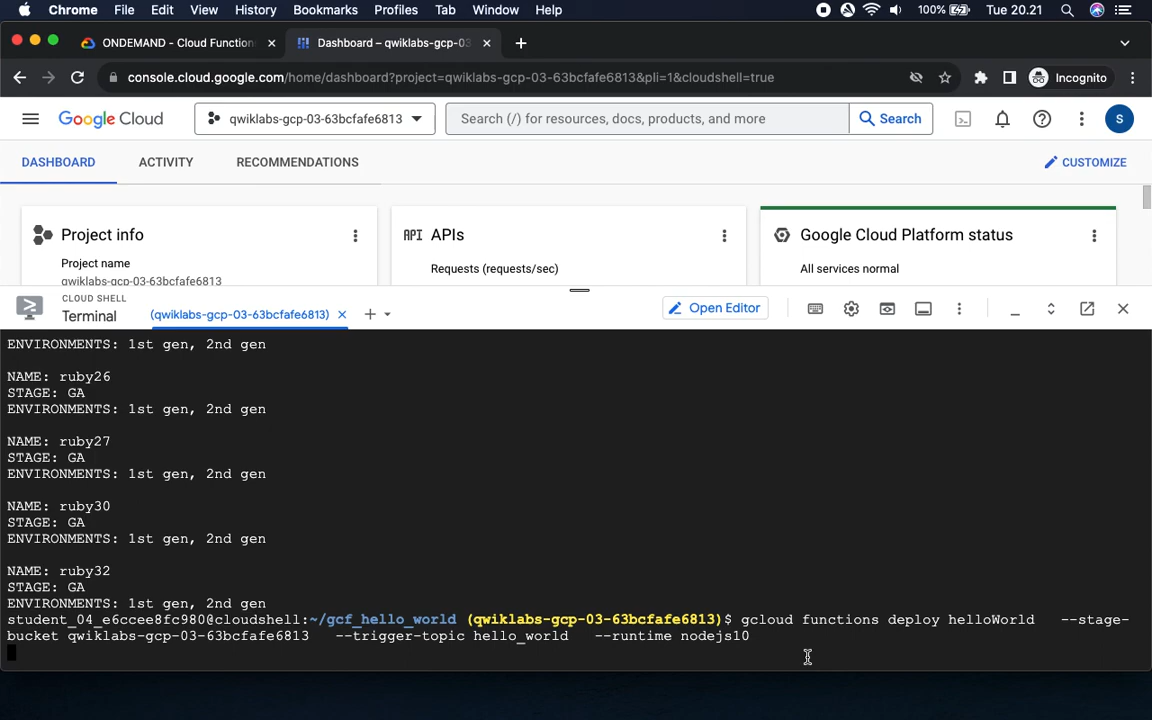 Chrome File Edit View History Bookmarks Profiles Tab Window Help 100% Tue 20.21
ONDEMAND - Cloud Function Dashboard – qwiklabs-gcp-03
console.cloud.google.com/home/dashboard?project=qwiklabs-gcp-03-63bcfafe6813&pli=1&cloudshell=true Incognito
Google Cloud qwiklabs-gcp-03-63bcfafe6813 Search (/) for resources, docs, products, and more Search S
DASHBOARD ACTIVITY RECOMMENDATIONS CUSTOMIZE
Project info API APIs Google Cloud Platform status
Project name Requests (requests/sec) All services normal
qwiklabs-gcp-03-63bcfafe6813
CLOUD SHELL
Terminal (qwiklabs-gcp-03-63bcfafe6813) Open Editor
ENVIRONMENTS: 1st gen, 2nd gen
NAME: ruby26
STAGE: GA
ENVIRONMENTS: 1st gen, 2nd gen
NAME: ruby27
STAGE: GA
ENVIRONMENTS: 1st gen, 2nd gen
NAME: ruby30
STAGE: GA
ENVIRONMENTS: 1st gen, 2nd gen
NAME: ruby32
STAGE: GA
ENVIRONMENTS: 1st gen, 2nd gen
student_04_e6ccee8fc980@cloudshell:~/gcf_hello_world (qwiklabs-gcp-03-63bcfafe6813)$ gcloud functions deploy helloWorld --stage-
bucket qwiklabs-gcp-03-63bcfafe6813 --trigger-topic hello_world --runtime nodejs10